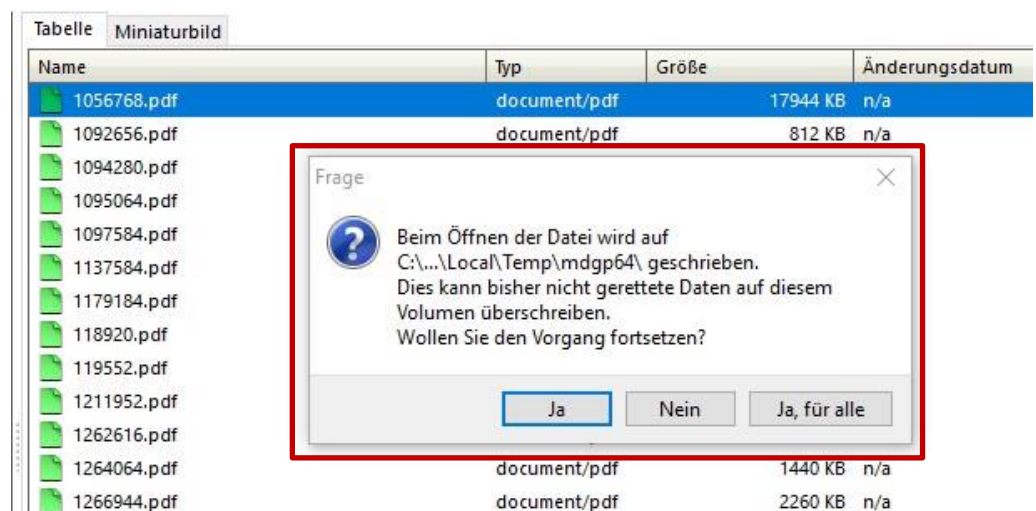 Tabelle Miniaturbild
Name Typ Größe Änderungsdatum
1056768.pdf document/pdf 17944 KB n/a
1092656.pdf document/pdf 812 KB n/a
1094280.pdf
1095064.pdf
1097584.pdf
1137584.pdf
1179184.pdf
118920.pdf
119552.pdf
1211952.pdf
1262616.pdf
Frage
Beim Öffnen der Datei wird auf
C:\...\Local\Temp\mdgp64\ geschrieben.
Dies kann bisher nicht gerettete Daten auf diesem
Volumen überschreiben.
Wollen Sie den Vorgang fortsetzen?
Ja Nein Ja, für alle
1264064.pdf document/pdf 1440 KB n/a
1266944.pdf document/pdf 2260 KB n/a